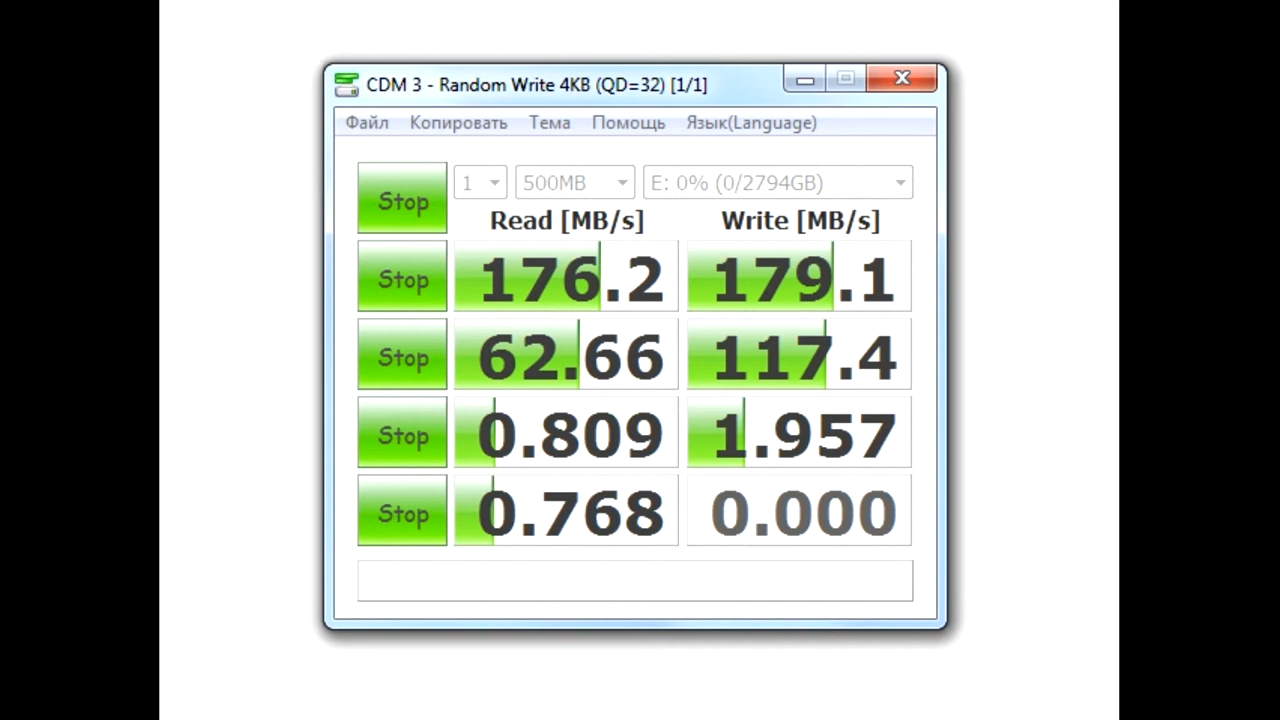 CDM 3 - Random Write 4KB (QD=32) [1/1]
Файл Копировать Тема Помощь Язык(Language)
Stop 1 500MB E: 0% (0/2794GB)
Read [MB/s] Write [MB/s]
Stop 176.2 179.1
Stop 62.66 117.4
Stop 0.809 1.957
Stop 0.768 0.000